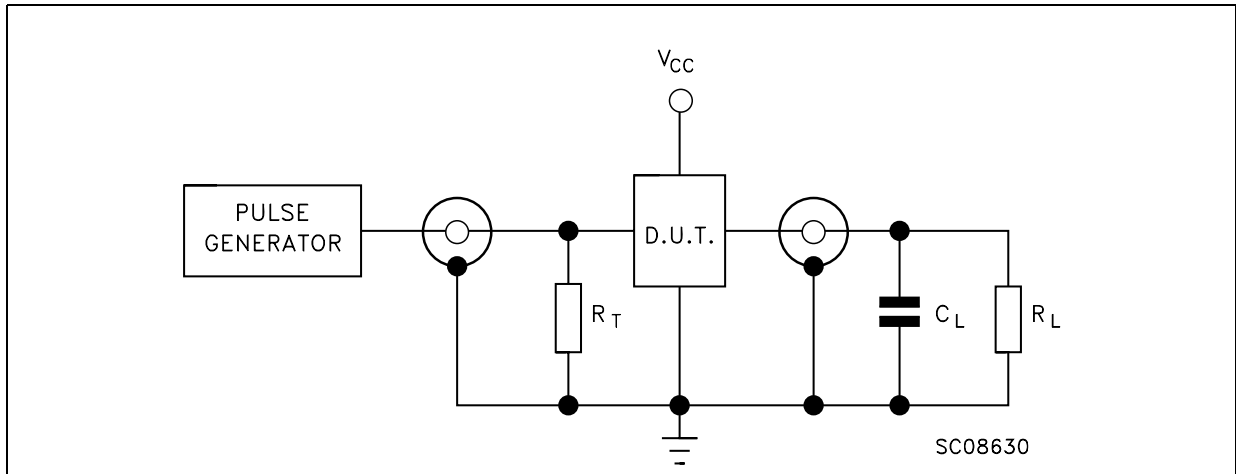 VCC
PULSE
GENERATOR
D.U.T.
RT
CL
RL
SC08630